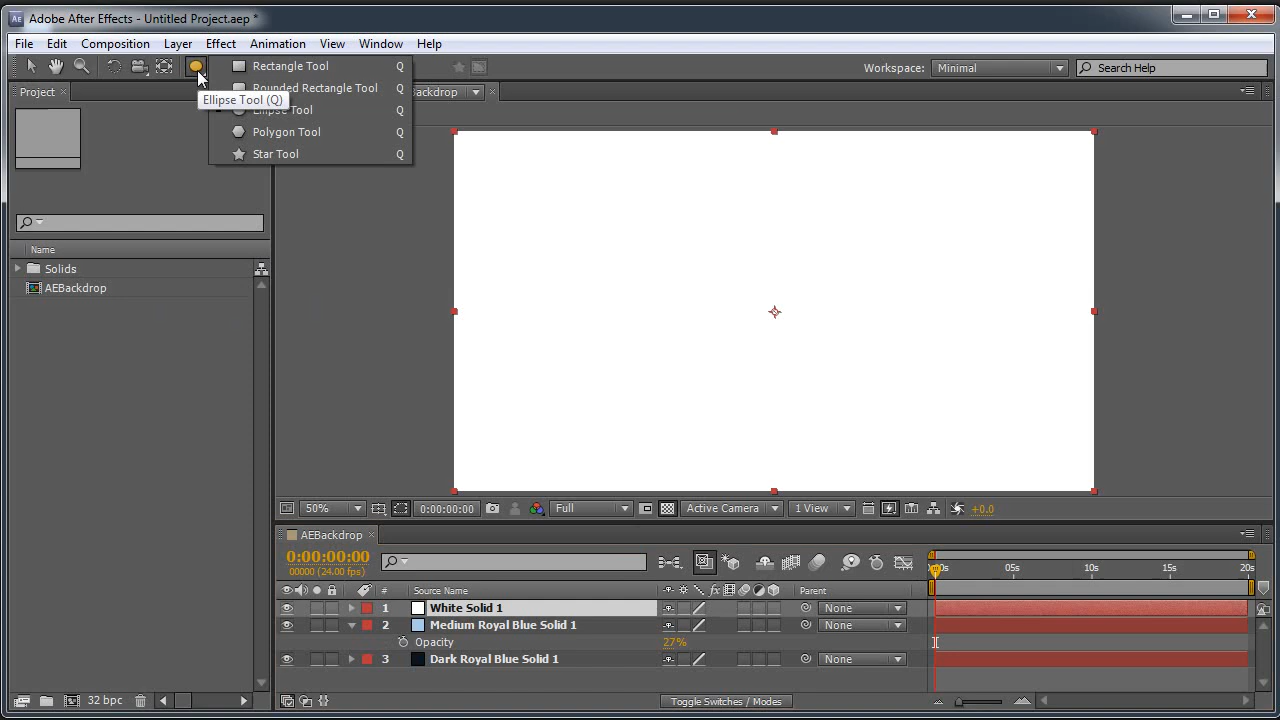 Adobe After Effects - Untitled Project.aep *
File Edit Composition Layer Effect Animation View Window Help
Workspace: Minimal Search Help
Rectangle Tool Q
Rounded Rectangle Tool Q
Ellipse Tool Q
Polygon Tool Q
Star Tool Q
Ellipse Tool (Q)
Project
Backdrop
Name
Solids
AEBackdrop
50% 0:00:00:00 Full Active Camera 1 View +0.0
AEBackdrop
0:00:00:00
00000 (24.00 fps)
05s 10s 15s 20s
# Source Name fx Parent
1 White Solid 1 None
2 Medium Royal Blue Solid 1 None
Opacity 27%
3 Dark Royal Blue Solid 1 None
32 bpc Toggle Switches / Modes